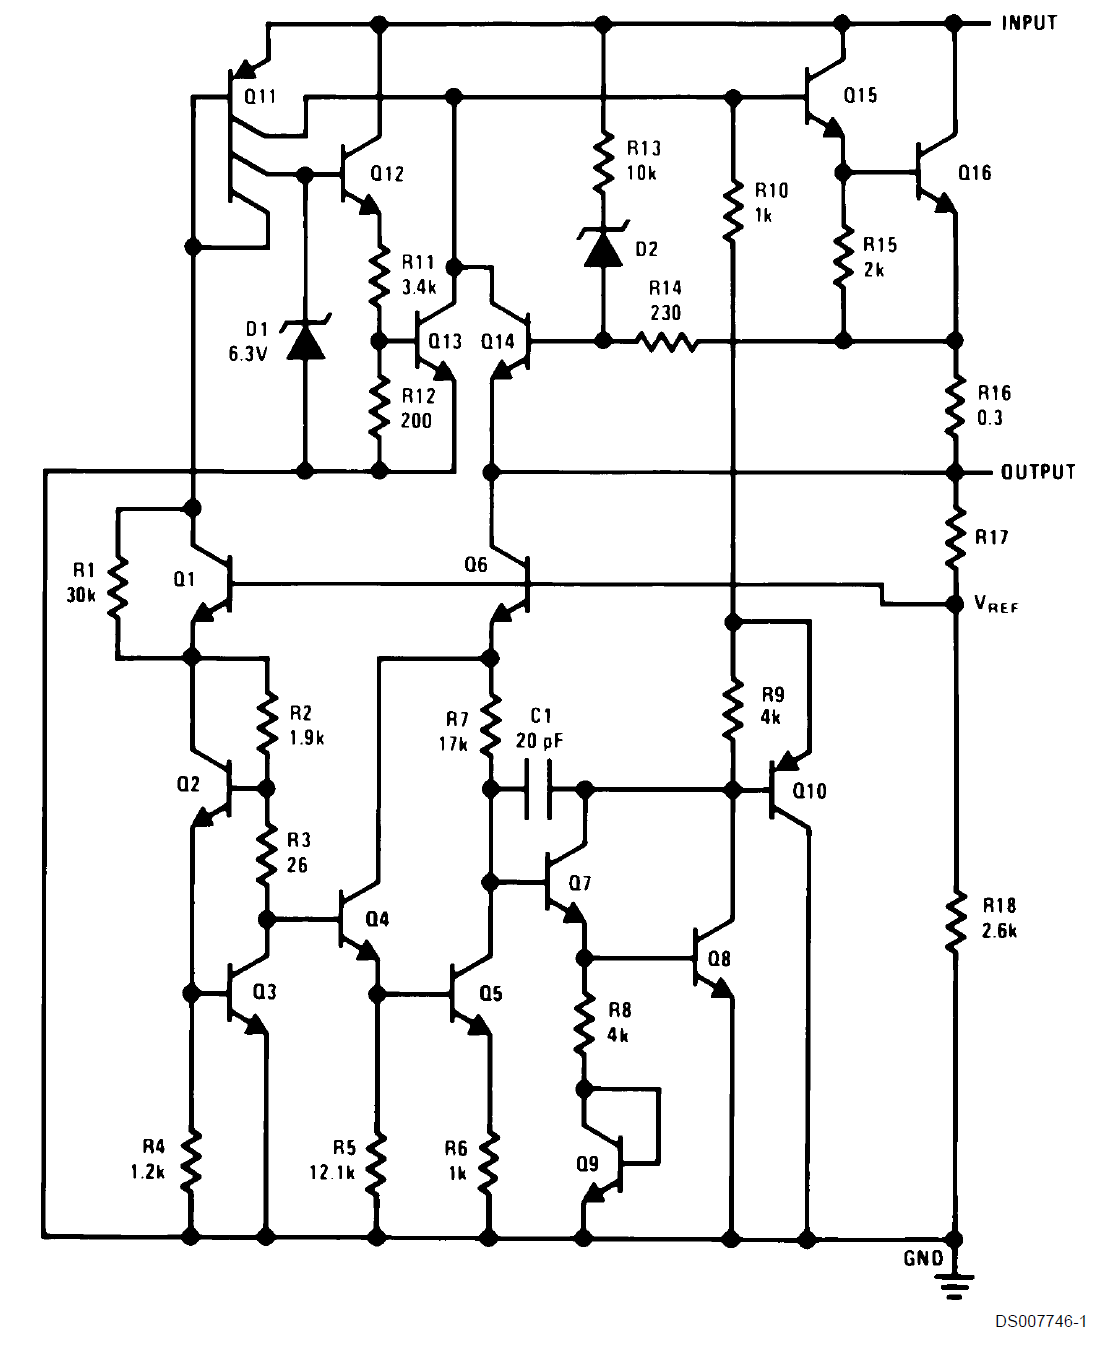 INPUT
Q11
Q15
Q12
R13
10k
Q16
R10
1k
R11
3.4k
D2
R15
2k
R14
230
D1
6.3V
Q13
Q14
R12
200
R16
0.3
OUTPUT
R17
R1
30k
Q1
Q6
VREF
R2
1.9k
R7
17k
C1
20 pF
R9
4k
Q2
Q10
R3
26
Q7
Q4
R18
2.6k
Q8
Q3
Q5
R8
4k
R4
1.2k
R5
12.1k
R6
1k
Q9
GND
DS007746-1